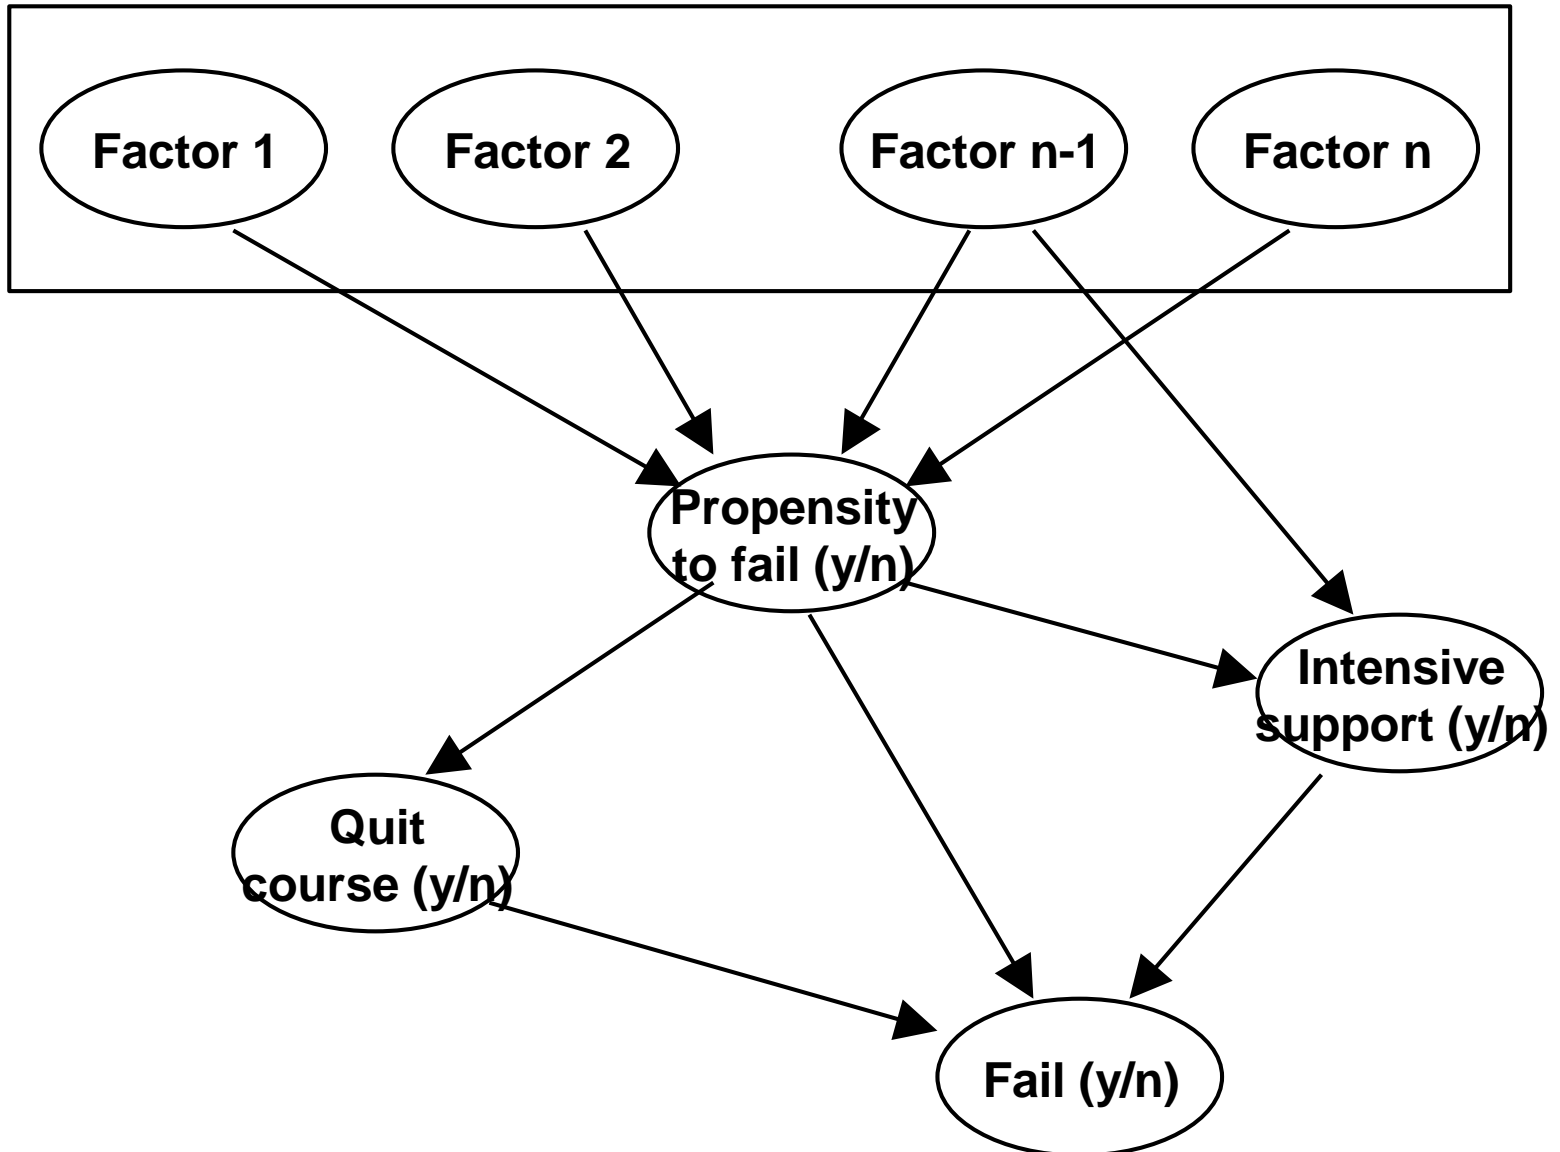 Factor 1
Factor 2
Factor n-1
Factor n
Propensity
to fail (y/n)
Intensive
support (y/n)
Quit
course (y/n)
Fail (y/n)